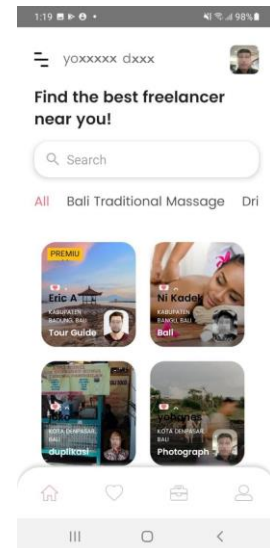 1:19
98%
yoxxxxx dxxx
Find the best freelancer
near you!
Search
All Bali Traditional Massage Dri
PREMIU
Eric A
KABUPATEN
BADUNG, BALI
Tour Guide
Ni Kadek
KABUPATEN
BANGLI, BALI
Bali
KOTA DENPASAR,
BALI
duplikasi
yohanes
KOTA DENPASAR,
BALI
Photograph